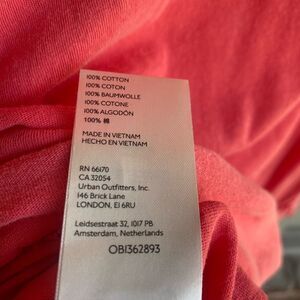 100% COTTON
100% COTON
100% BAUMWOLLE
100% COTONE
100% ALGODÓN
100% 棉
MADE IN VIETNAM
HECHO EN VIETNAM
RN 66170
CA 32054
Urban Outfitters, Inc.
146 Brick Lane
LONDON, E1 6RU
Leidsestraat 32, 1017 PB
Amsterdam, Netherlands
OB1362893